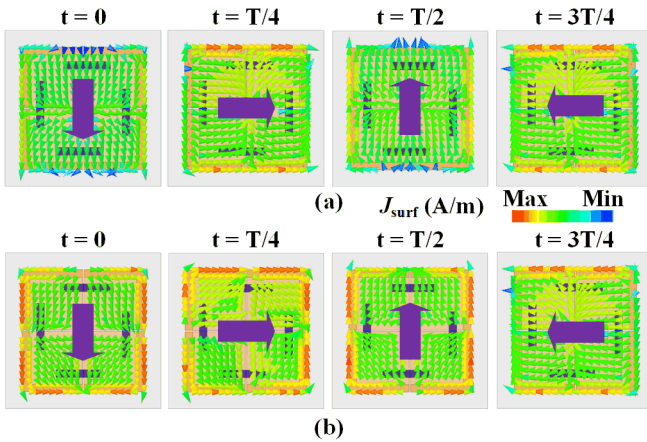 t = 0 t = T/4 t = T/2 t = 3T/4
(a) Jsurf (A/m) Max Min
t = 0 t = T/4 t = T/2 t = 3T/4
(b)